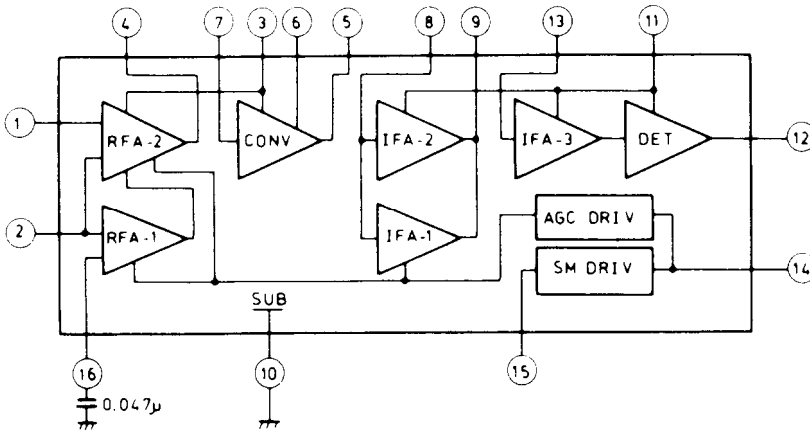 4 7 3 6 5 8 9 13 11
1
RFA-2 CONV IFA-2 IFA-3 DET
12
2
RFA-1 IFA-1 AGC DRIV
SM DRIV
14
SUB
16 10 15
0.047μ